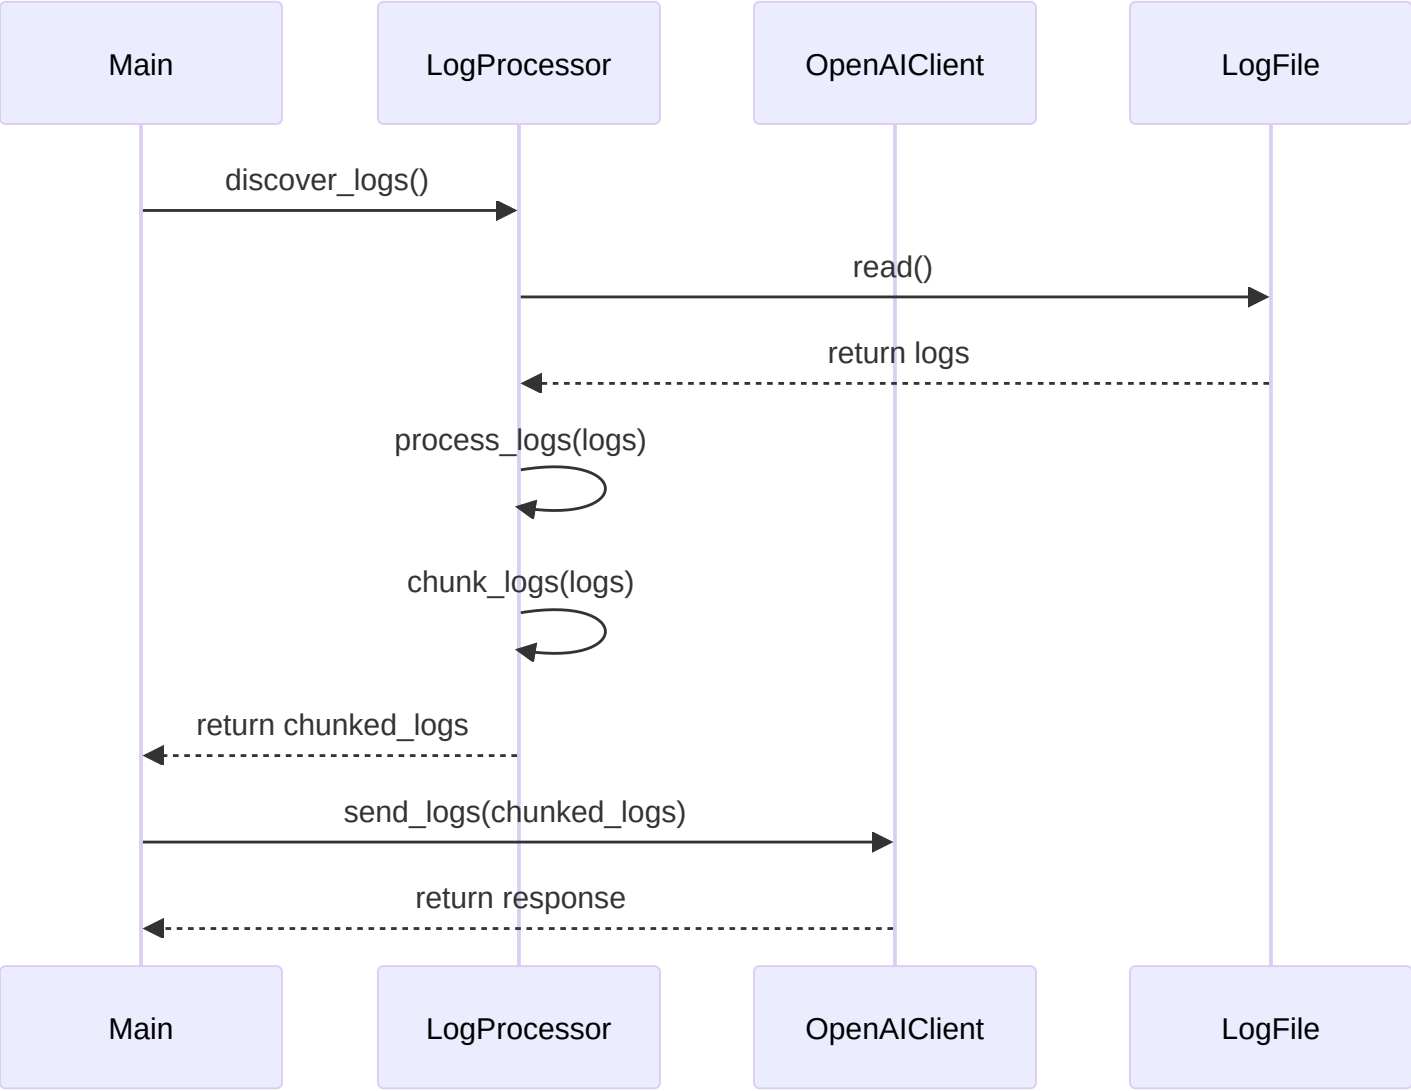 Main
LogProcessor
OpenAIClient
LogFile
discover_logs()
read()
return logs
process_logs(logs)
chunk_logs(logs)
return chunked_logs
send_logs(chunked_logs)
return response
Main
LogProcessor
OpenAIClient
LogFile